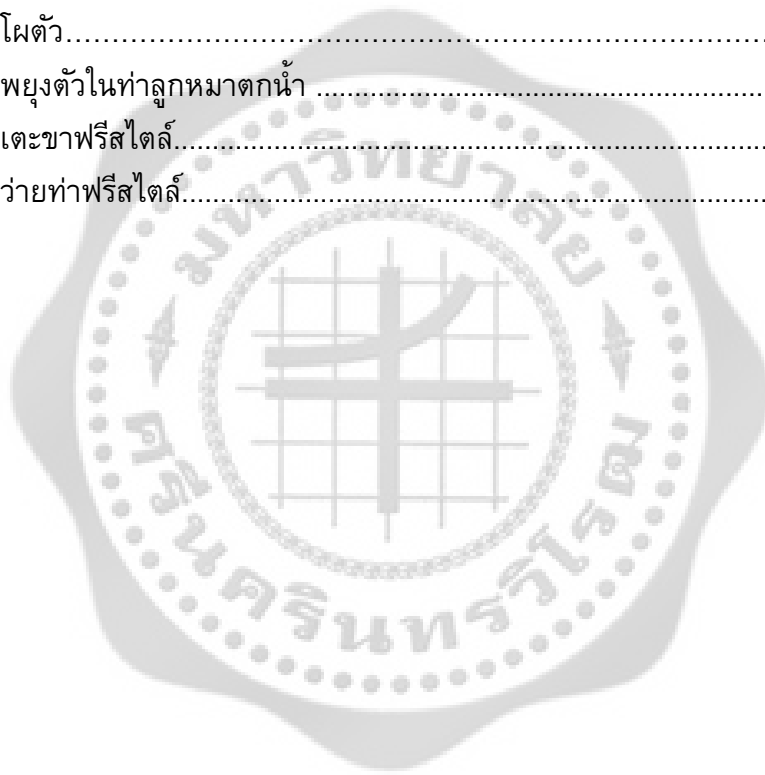 โผตัว……………………………………………………………………
พยุงตัวในท่าลูกหมาตกน้ำ ......................................................
เตะขาฟรีสไตล์......................................................................
ว่ายท่าฟรีสไตล์.....................................................................
มหาวิทยาลัย
ศรีนครินทรวิโรฒ